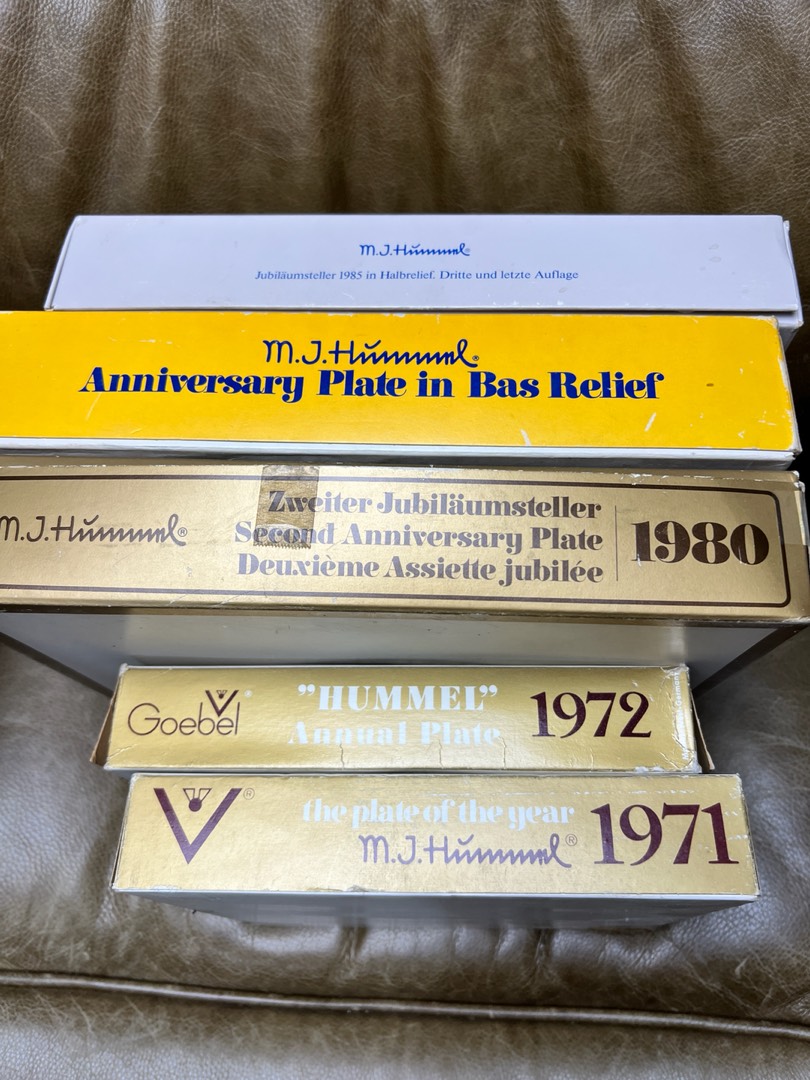 M.J.Hummel®
Jubiläumsteller 1985 in Halbrelief. Dritte und letzte Auflage
M.J.Hummel®
Anniversary Plate in Bas Relief
M.J.Hummel®
Zweiter Jubiläumsteller
Second Anniversary Plate
Deuxième Assiette jubilée
1980
Goebel®
"HUMMEL"
Annual Plate
1972
Germany
V®
the plate of the year
M.J.Hummel®
1971